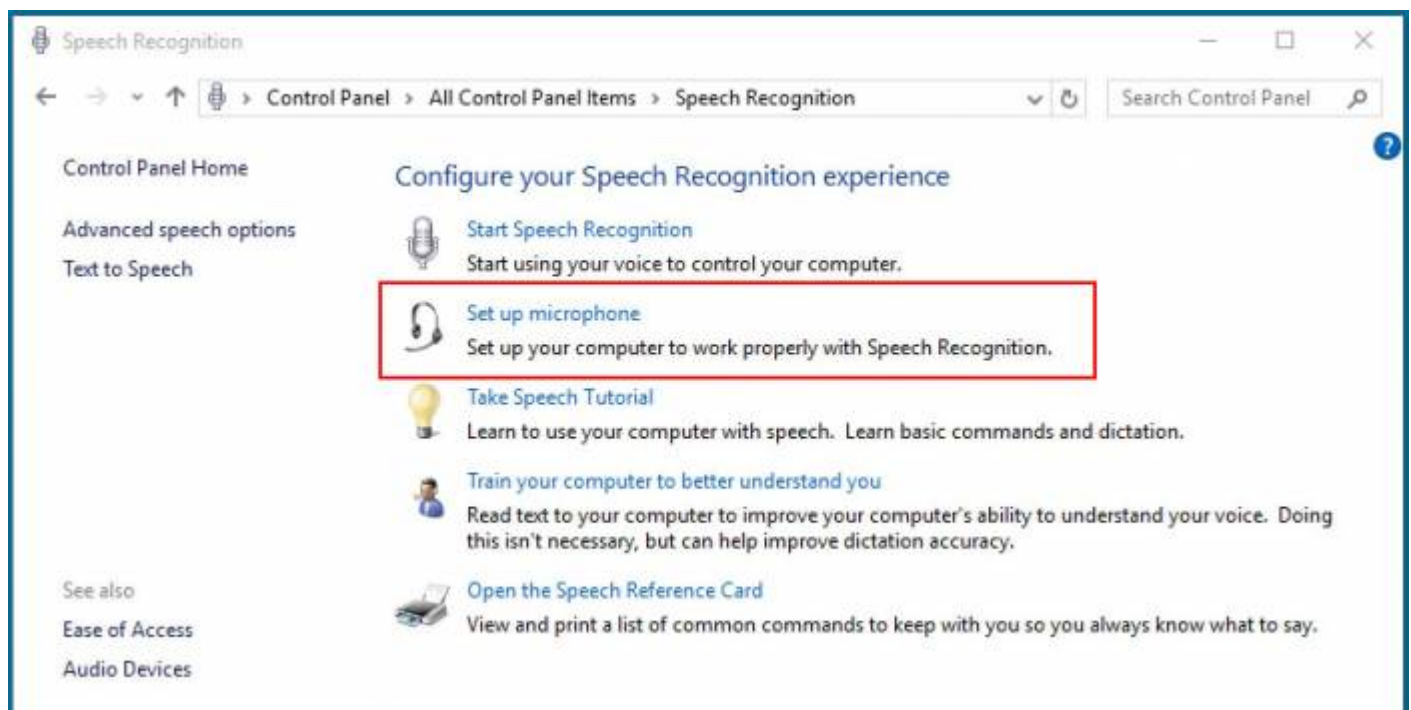 Speech Recognition
Control Panel > All Control Panel Items > Speech Recognition
Search Control Panel
?
Control Panel Home
Advanced speech options
Text to Speech
Configure your Speech Recognition experience
Start Speech Recognition
Start using your voice to control your computer.
Set up microphone
Set up your computer to work properly with Speech Recognition.
Take Speech Tutorial
Learn to use your computer with speech. Learn basic commands and dictation.
Train your computer to better understand you
Read text to your computer to improve your computer's ability to understand your voice. Doing
this isn't necessary, but can help improve dictation accuracy.
Open the Speech Reference Card
View and print a list of common commands to keep with you so you always know what to say.
See also
Ease of Access
Audio Devices